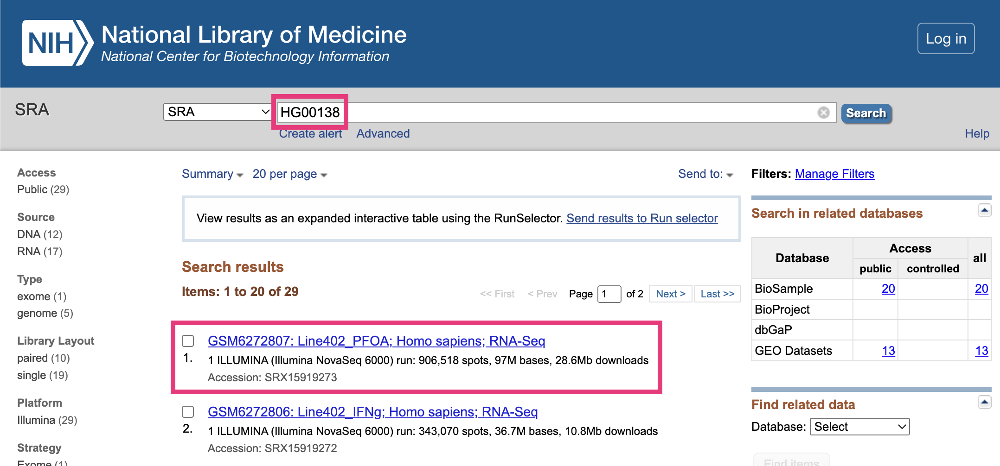 NIH
National Library of Medicine
National Center for Biotechnology Information
Log in
SRA
SRA
HG00138
Search
Create alert
Advanced
Help
Access
Public (29)
Source
DNA (12)
RNA (17)
Type
exome (1)
genome (5)
Library Layout
paired (10)
single (19)
Platform
Illumina (29)
Strategy
Exome (1)
Summary
20 per page
Send to:
View results as an expanded interactive table using the RunSelector. Send results to Run selector
Search results
Items: 1 to 20 of 29
<< First < Prev Page 1 of 2 Next > Last >>
GSM6272807: Line402_PFOA; Homo sapiens; RNA-Seq
1. 1 ILLUMINA (Illumina NovaSeq 6000) run: 906,518 spots, 97M bases, 28.6Mb downloads
Accession: SRX15919273
GSM6272806: Line402_IFNg; Homo sapiens; RNA-Seq
2. 1 ILLUMINA (Illumina NovaSeq 6000) run: 343,070 spots, 36.7M bases, 10.8Mb downloads
Accession: SRX15919272
Filters: Manage Filters
Search in related databases
Database Access all
public controlled
BioSample 20 20
BioProject
dbGaP
GEO Datasets 13 13
Find related data
Database: Select
Find items